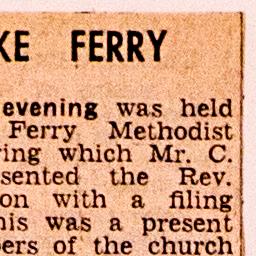 KE FERRY
evening was held
Ferry Methodist
ring which Mr. C.
sented the Rev.
on with a filing
his was a present
bers of the church